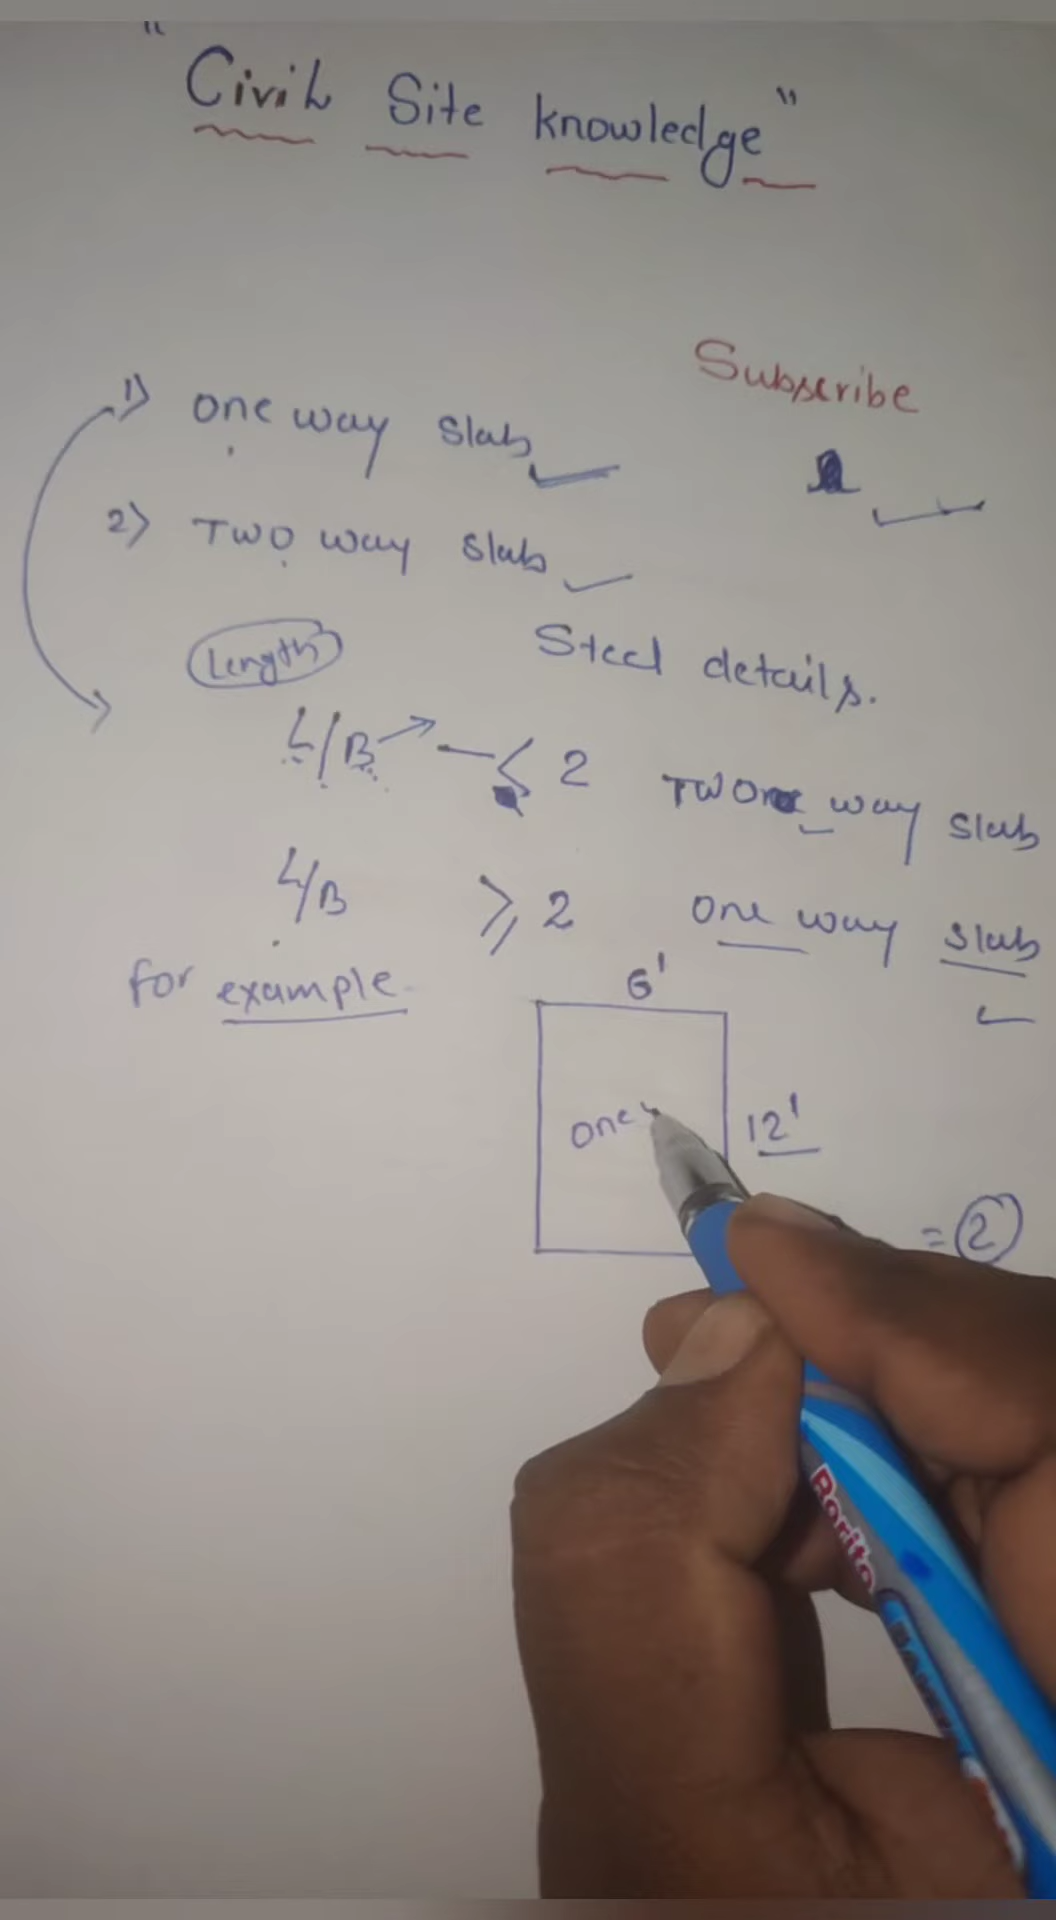 "Civil Site knowledge"
Subscribe
1) one way slab
2) TWO way slab
Length
Steel details.
L/B < 2 TWO way slab
L/B ≥ 2 One way slab
for example.
6'
one
12'
= 2
Rorito